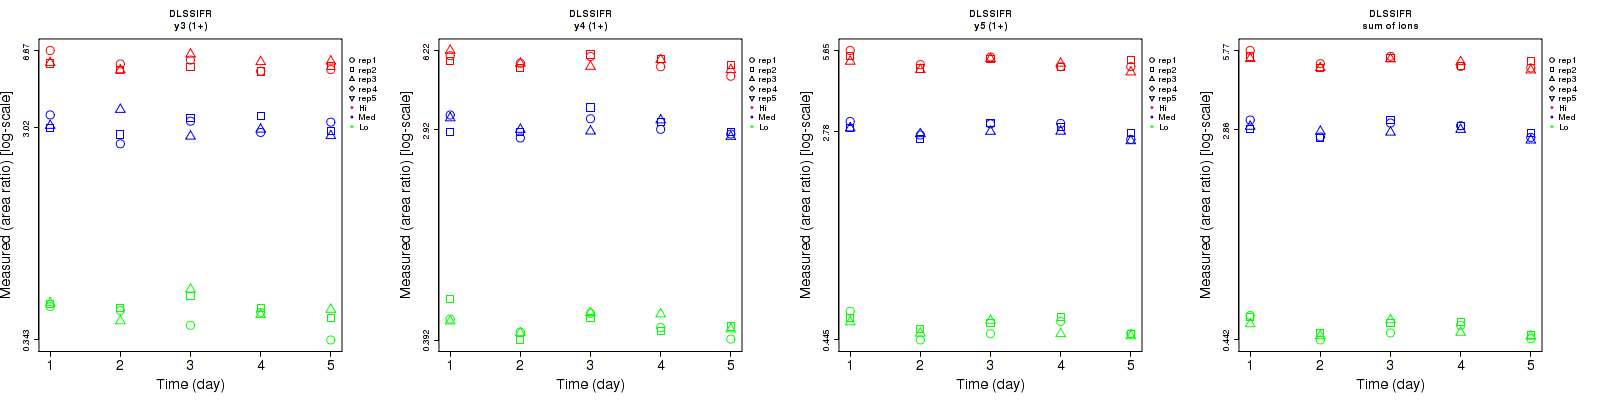 DLSSIFR
y3 (1+)
Measured (area ratio) [log-scale]
6.67
3.02
0.343
1 2 3 4 5
Time (day)
rep1
rep2
rep3
rep4
rep5
Hi
Med
Lo
DLSSIFR
y4 (1+)
Measured (area ratio) [log-scale]
6.22
2.92
0.392
1 2 3 4 5
Time (day)
rep1
rep2
rep3
rep4
rep5
Hi
Med
Lo
DLSSIFR
y5 (1+)
Measured (area ratio) [log-scale]
5.65
2.78
0.445
1 2 3 4 5
Time (day)
rep1
rep2
rep3
rep4
rep5
Hi
Med
Lo
DLSSIFR
sum of ions
Measured (area ratio) [log-scale]
5.77
2.86
0.442
1 2 3 4 5
Time (day)
rep1
rep2
rep3
rep4
rep5
Hi
Med
Lo